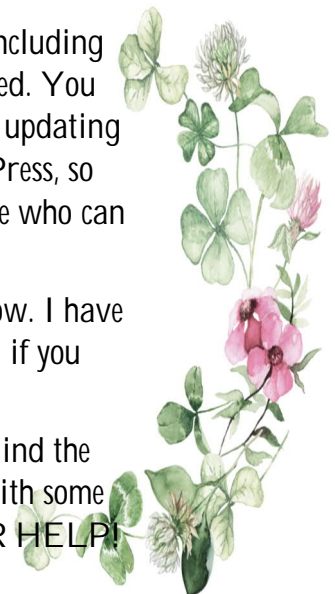 ncluding
ed. You
updating
Press, so
e who can
ow. I have
if you
ind the
ith some
R HELP!